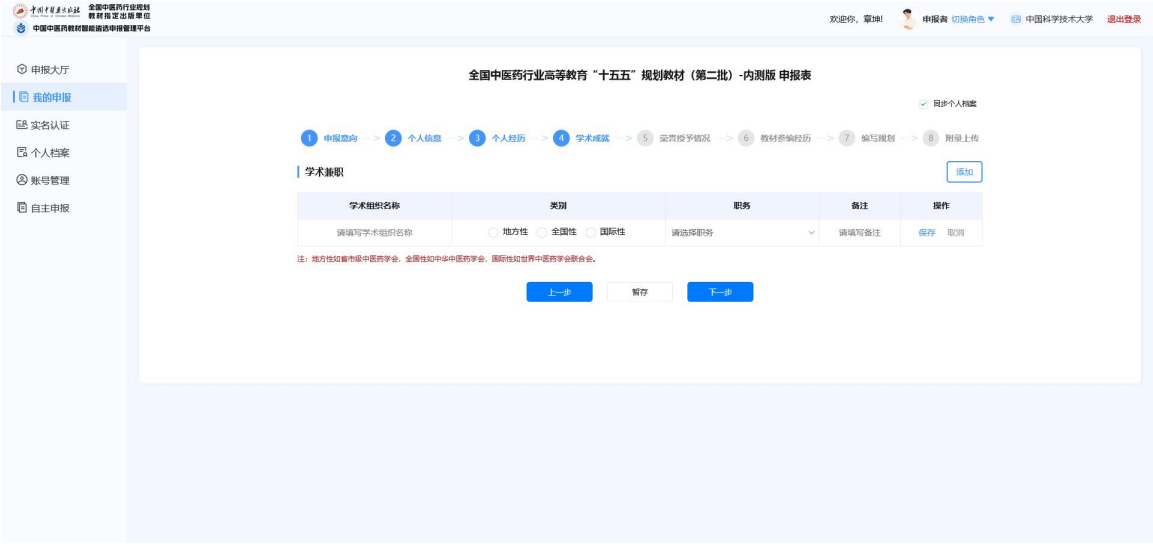 中国中医药出版社 全国中医药行业规划
教材指定出版单位
中国中医药教材智能遴选申报管理平台
欢迎你，章坤! 申报者 切换角色 中国科学技术大学 退出登录
申报大厅
我的申报
实名认证
个人档案
账号管理
自主申报
全国中医药行业高等教育“十五五”规划教材（第二批）-内测版 申报表
同步个人档案
1 申报意向 ---> 2 个人信息 ---> 3 个人经历 ---> 4 学术成就 ---> 5 荣誉授予情况 ---> 6 教材参编经历 ---> 7 编写规划 ---> 8 附录上传
学术兼职 添加
学术组织名称 类别 职务 备注 操作
请填写学术组织名称 地方性 全国性 国际性 请选择职务 请填写备注 保存 取消
注：地方性如省市级中医药学会，全国性如中华中医药学会，国际性如世界中医药学会联合会。
上一步 暂存 下一步